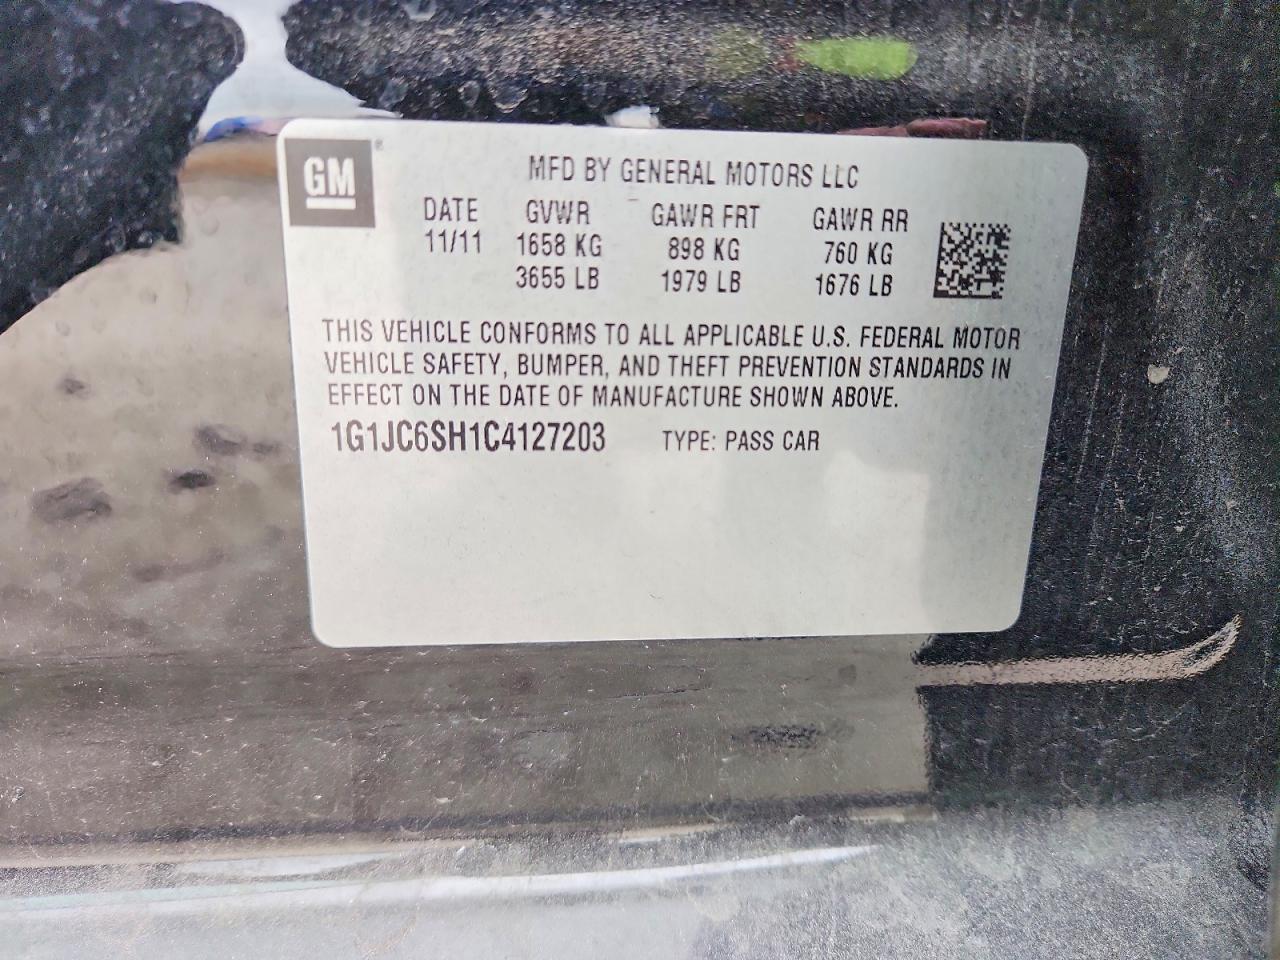 GM®
MFD BY GENERAL MOTORS LLC
DATE GVWR GAWR FRT GAWR RR
11/11 1658 KG 898 KG 760 KG
3655 LB 1979 LB 1676 LB
THIS VEHICLE CONFORMS TO ALL APPLICABLE U.S. FEDERAL MOTOR
VEHICLE SAFETY, BUMPER, AND THEFT PREVENTION STANDARDS IN
EFFECT ON THE DATE OF MANUFACTURE SHOWN ABOVE.
1G1JC6SH1C4127203 TYPE: PASS CAR